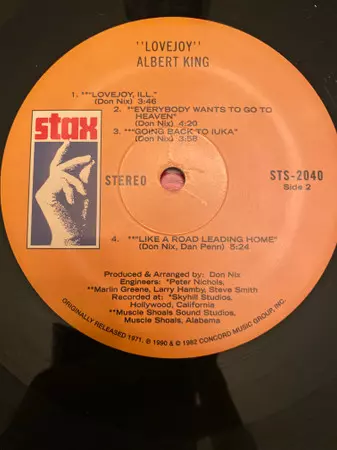 "LOVEJOY"
ALBERT KING
1. **"LOVEJOY, ILL."
(Don Nix) 3:46
2. **"EVERYBODY WANTS TO GO TO
HEAVEN"
(Don Nix) 4:20
3. **"GOING BACK TO IUKA"
(Don Nix) 3:58
stax
STEREO
STS-2040
Side 2
4. **"LIKE A ROAD LEADING HOME"
(Don Nix, Dan Penn) 5:24
Produced & Arranged by: Don Nix
Engineers: *Peter Nichols,
**Marlin Greene, Larry Hamby, Steve Smith
Recorded at: *Skyhill Studios,
Hollywood, California
**Muscle Shoals Sound Studios,
Muscle Shoals, Alabama
ORIGINALLY RELEASED 1971. ℗ 1990 & © 1982 CONCORD MUSIC GROUP, INC.